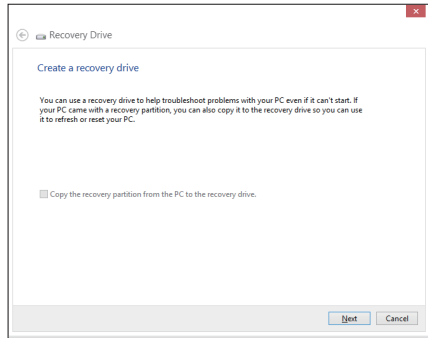 Recovery Drive
Create a recovery drive
You can use a recovery drive to help troubleshoot problems with your PC even if it can't start. If
your PC came with a recovery partition, you can also copy it to the recovery drive so you can use
it to refresh or reset your PC.
Copy the recovery partition from the PC to the recovery drive.
Next Cancel